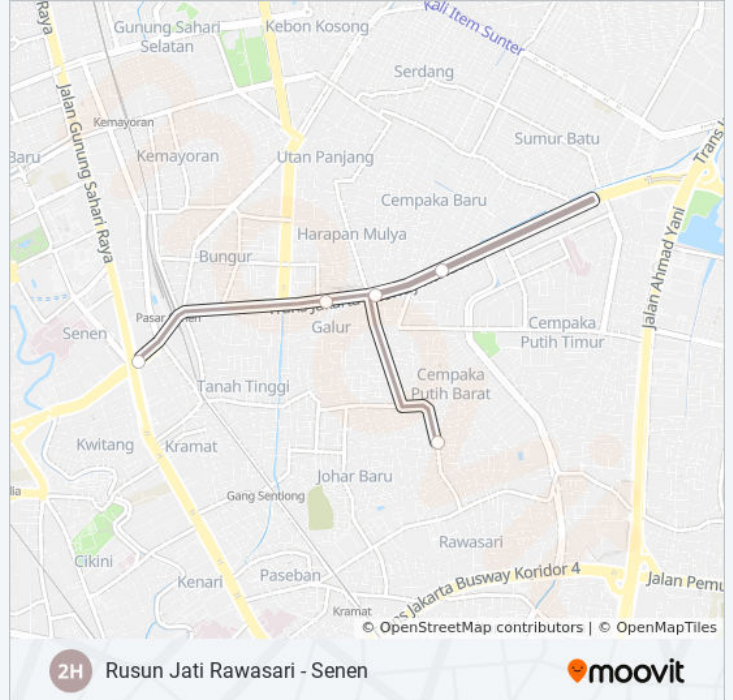 Raya
Gunung Sahari
Selatan
Kebon Kosong
Kali Item Sunter
Serdang
Jalan Gunung Sahari Raya
Kemayoran
Sumur Batu
Trans J
Baru
Kemayoran
Utan Panjang
Cempaka Baru
Harapan Mulya
Jalan Ahmad Yani
Bungur
Pasar
Galur
Senen
Cempaka
Putih Timur
Tanah Tinggi
Cempaka
Putih Barat
Kwitang
Kramat
Johar Baru
Gang Sentiong
Cikini
Rawasari
Kenari
Paseban
s Jakarta Busway Koridor 4
Jalan Pemu
Kramat
© OpenStreetMap contributors | © OpenMapTiles
2H
Rusun Jati Rawasari - Senen
moovit